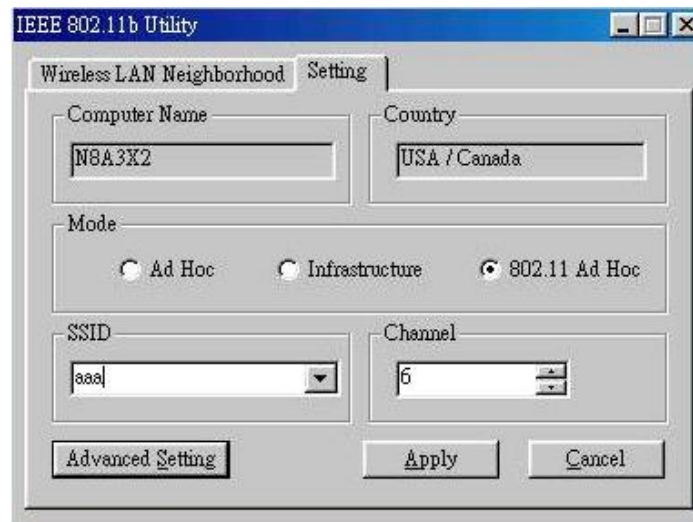 IEEE 802.11b Utility
Wireless LAN Neighborhood Setting
Computer Name Country
N8A3X2 USA / Canada
Mode
Ad Hoc Infrastructure 802.11 Ad Hoc
SSID Channel
aaa 6
Advanced Setting Apply Cancel